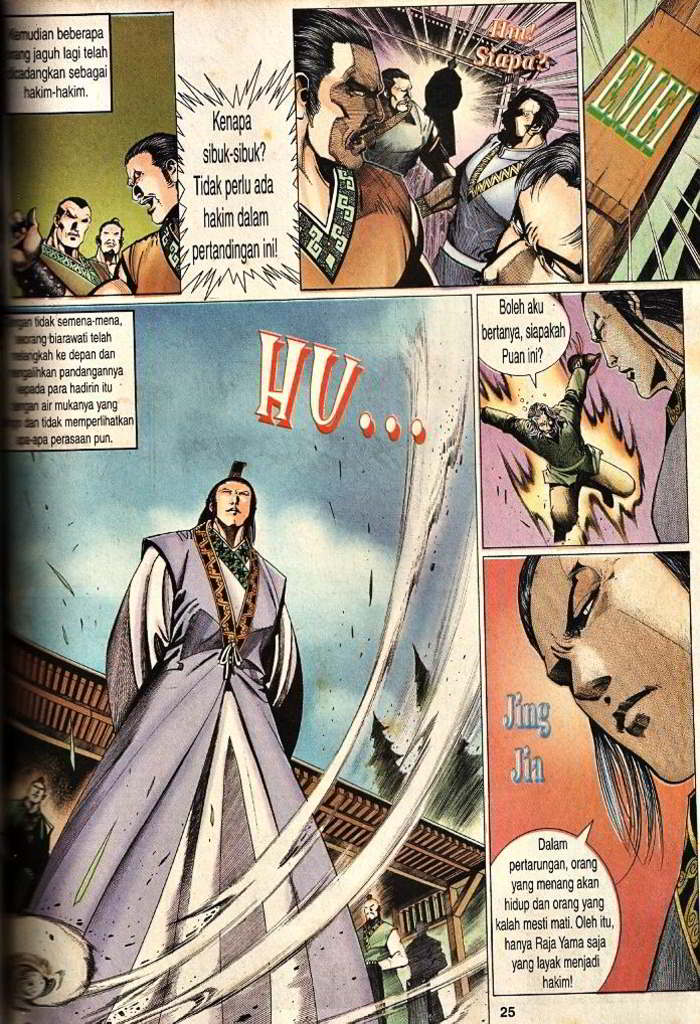 Kemudian beberapa
orang jaguh lagi telah
dicadangkan sebagai
hakim-hakim.
Kenapa
sibuk-sibuk?
Tidak perlu ada
hakim dalam
pertandingan ini!
Hm!
Siapa?
EMEI
tidak semena-mena,
seorang biarawati telah
melangkah ke depan dan
mengalihkan pandangannya
kepada para hadirin itu
dengan air mukanya yang
dan tidak memperlihatkan
apa-apa perasaan pun.
HU...
Boleh aku
bertanya, siapakah
Puan ini?
Jing
Jia
Dalam
pertarungan, orang
yang menang akan
hidup dan orang yang
kalah mesti mati. Oleh itu,
hanya Raja Yama saja
yang layak menjadi
hakim!
25